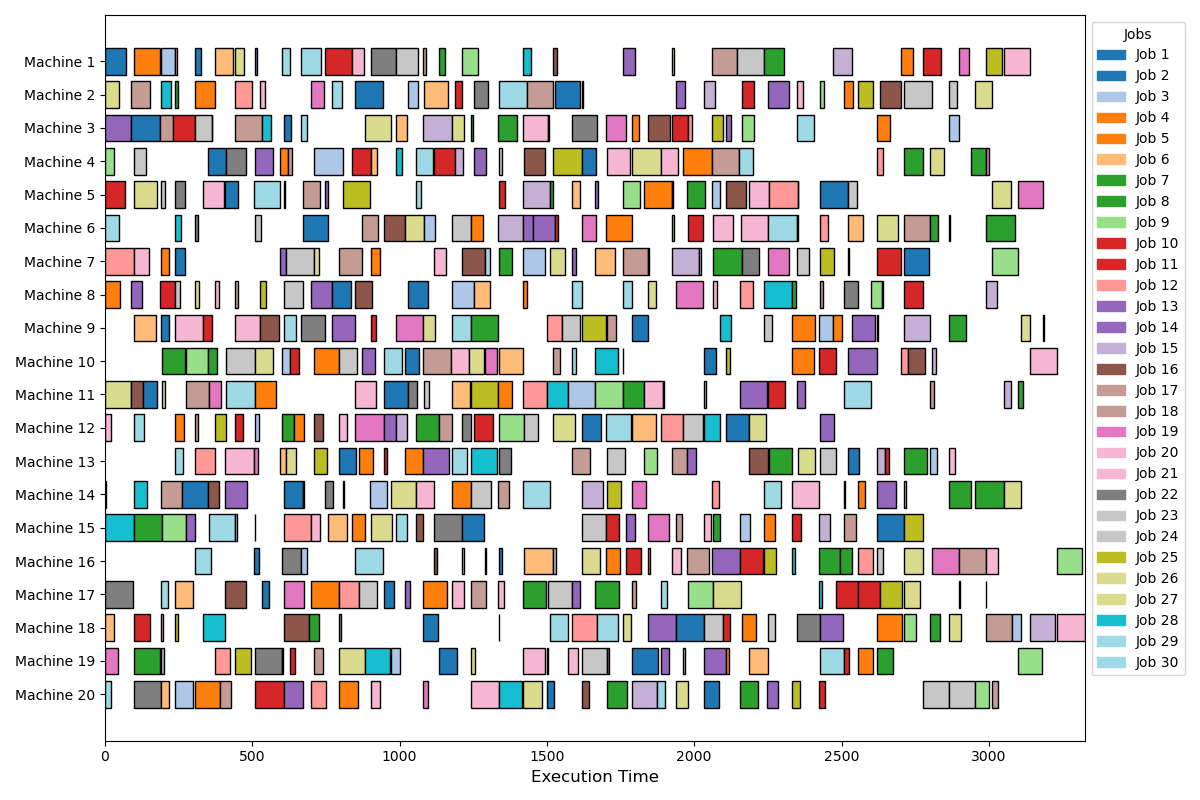 Machine 1
Machine 2
Machine 3
Machine 4
Machine 5
Machine 6
Machine 7
Machine 8
Machine 9
Machine 10
Machine 11
Machine 12
Machine 13
Machine 14
Machine 15
Machine 16
Machine 17
Machine 18
Machine 19
Machine 20
0 500 1000 1500 2000 2500 3000
Execution Time
Jobs
Job 1
Job 2
Job 3
Job 4
Job 5
Job 6
Job 7
Job 8
Job 9
Job 10
Job 11
Job 12
Job 13
Job 14
Job 15
Job 16
Job 17
Job 18
Job 19
Job 20
Job 21
Job 22
Job 23
Job 24
Job 25
Job 26
Job 27
Job 28
Job 29
Job 30